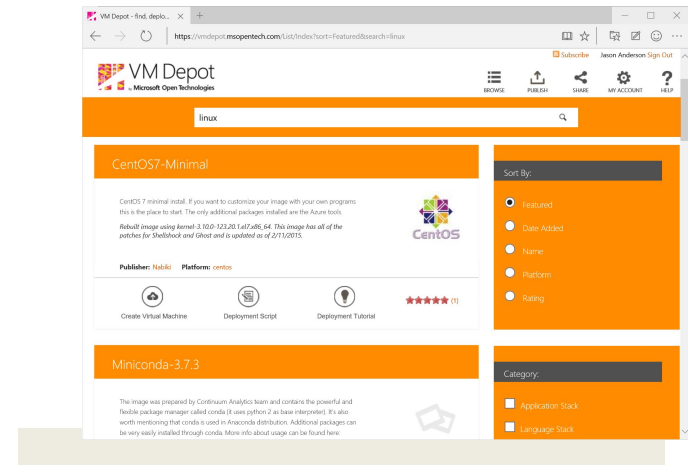 VM Depot - find, deplo...
https://vmdepot.msopentech.com/List/Index?sort=Featured&search=linux
Subscribe Jason Anderson Sign Out
VM Depot
by Microsoft Open Technologies
BROWSE PUBLISH SHARE MY ACCOUNT HELP
linux
CentOS7-Minimal
CentOS 7 minimal install. If you want to customize your image with your own programs
this is the place to start. The only additional packages installed are the Azure tools.
Rebuilt image using kernel-3.10.0-123.20.1.el7.x86_64. This image has all of the
patches for Shellshock and Ghost and is updated as of 2/11/2015.
CentOS
Publisher: Nabiki Platform: centos
Create Virtual Machine Deployment Script Deployment Tutorial (1)
Miniconda-3.7.3
The image was prepared by Continuum Analytics team and contains the powerful and
flexible package manager called conda (it uses python 2 as base interpreter). It's also
worth mentioning that conda is used in Anaconda distribution. Additional packages can
be very easily installed through conda. More info about usage can be found here:
Sort By:
Featured
Date Added
Name
Platform
Rating
Category:
Application Stack
Language Stack